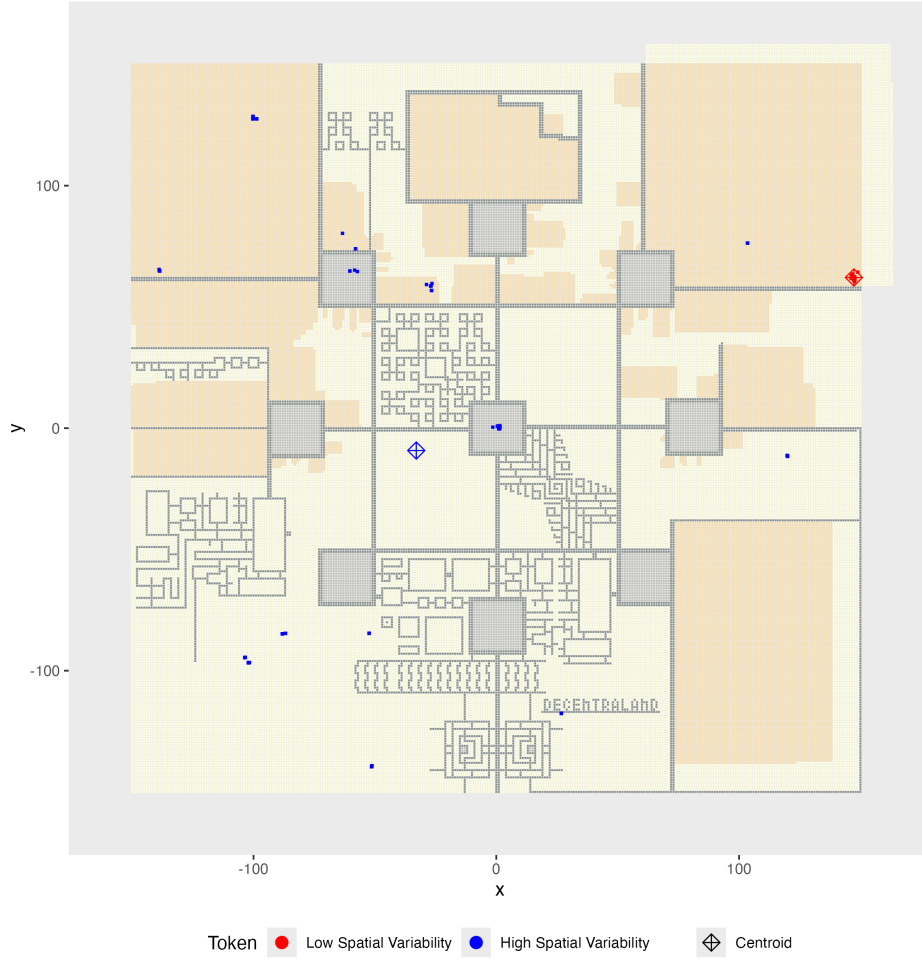 100
0
-100
y
DECENTRALAND
-100
0
100
x
Token
Low Spatial Variability
High Spatial Variability
Centroid